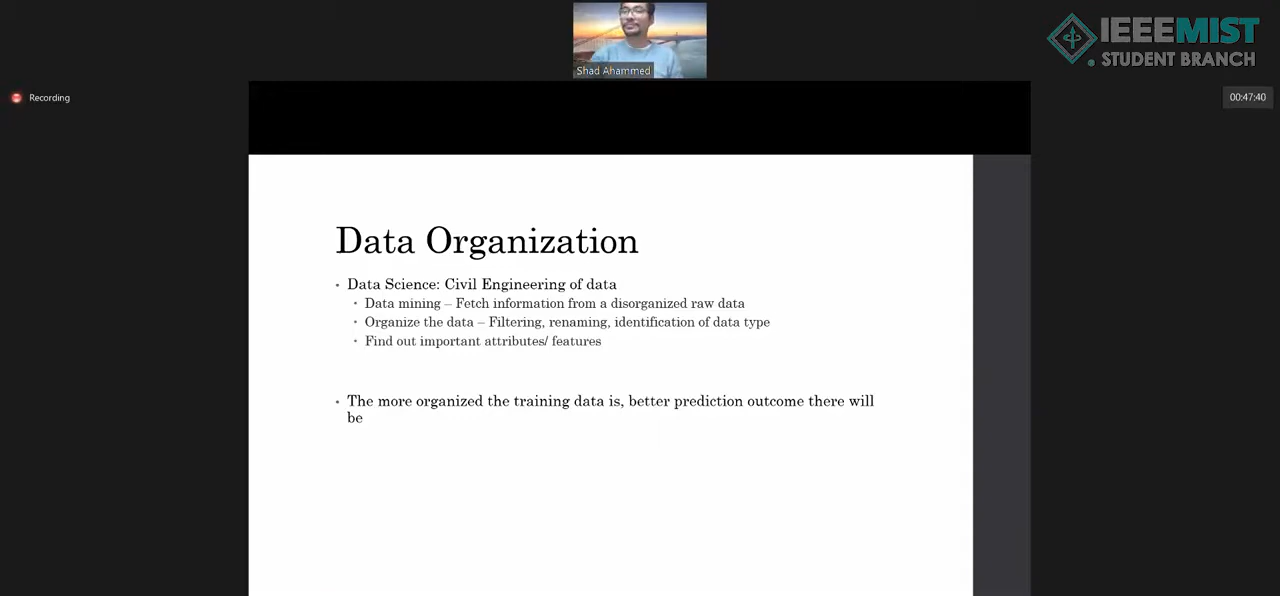 IEEEMIST
STUDENT BRANCH
Shad Ahammed
Recording
00:47:40
Data Organization
• Data Science: Civil Engineering of data
• Data mining – Fetch information from a disorganized raw data
• Organize the data – Filtering, renaming, identification of data type
• Find out important attributes/ features
• The more organized the training data is, better prediction outcome there will
be